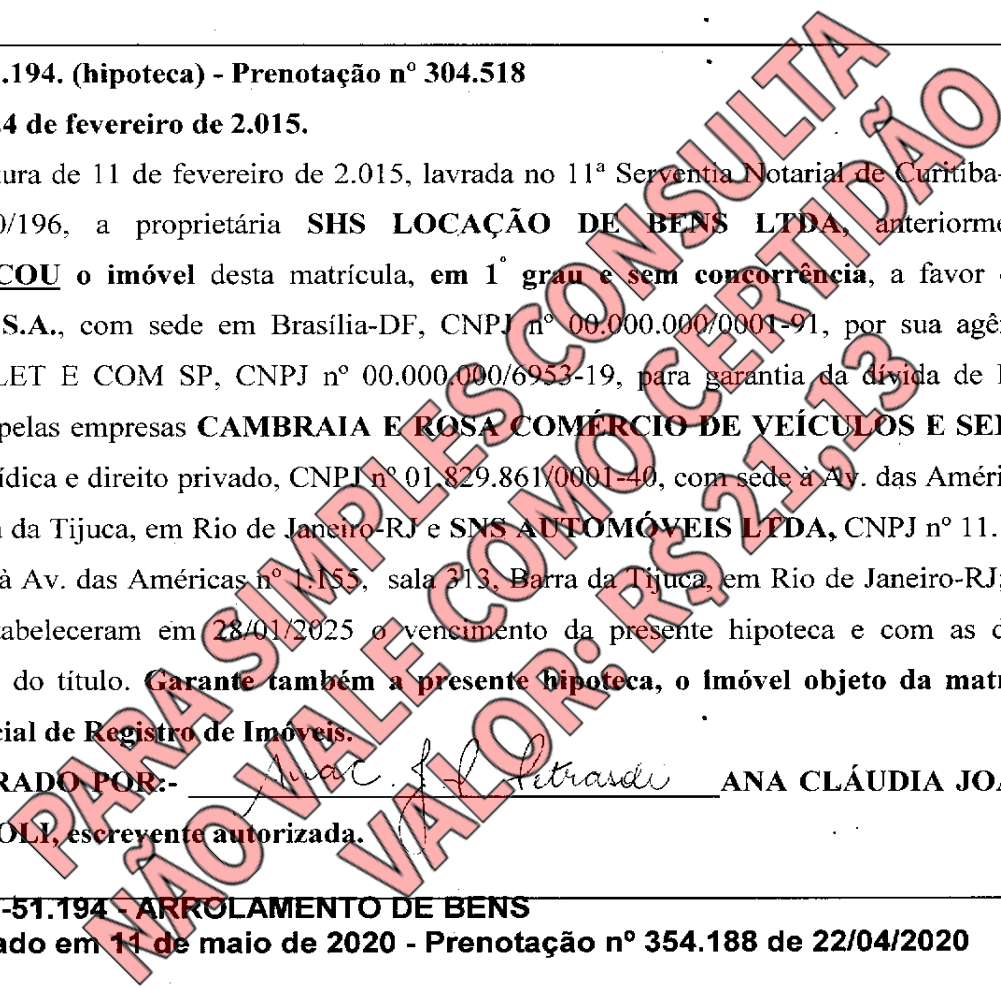 .194. (hipoteca) - Prenotação nº 304.518
4 de fevereiro de 2.015.
tura de 11 de fevereiro de 2.015, lavrada no 11ª Serventia Notarial de Curitiba-
0/196, a proprietária SHS LOCAÇÃO DE BENS LTDA, anteriorme
COU o imóvel desta matrícula, em 1º grau e sem concorrência, a favor
S.A., com sede em Brasília-DF, CNPJ nº 00.000.000/0001-91, por sua agê
LET E COM SP, CNPJ nº 00.000.000/6953-19, para garantia da dívida de
pelas empresas CAMBRAIA E ROSA COMÉRCIO DE VEÍCULOS E SE
ídica e direito privado, CNPJ nº 01.829.861/0001-40, com sede à Av. das Améri
a da Tijuca, em Rio de Janeiro-RJ e SNS AUTOMÓVEIS LTDA, CNPJ nº 11.
à Av. das Américas nº 1.155, sala 313, Barra da Tijuca, em Rio de Janeiro-RJ;
tabeleceram em 28/01/2025 o vencimento da presente hipoteca e com as d
do título. Garante também a presente hipoteca, o imóvel objeto da matr
cial de Registro de Imóveis.
RADO POR:- ANA CLÁUDIA JOA
OLI, escrevente autorizada.
-51.194 - ARROLAMENTO DE BENS
ado em 11 de maio de 2020 - Prenotação nº 354.188 de 22/04/2020
PARA SIMPLES CONSULTA
NÃO VALE COMO CERTIDÃO
VALOR: R$ 21,13